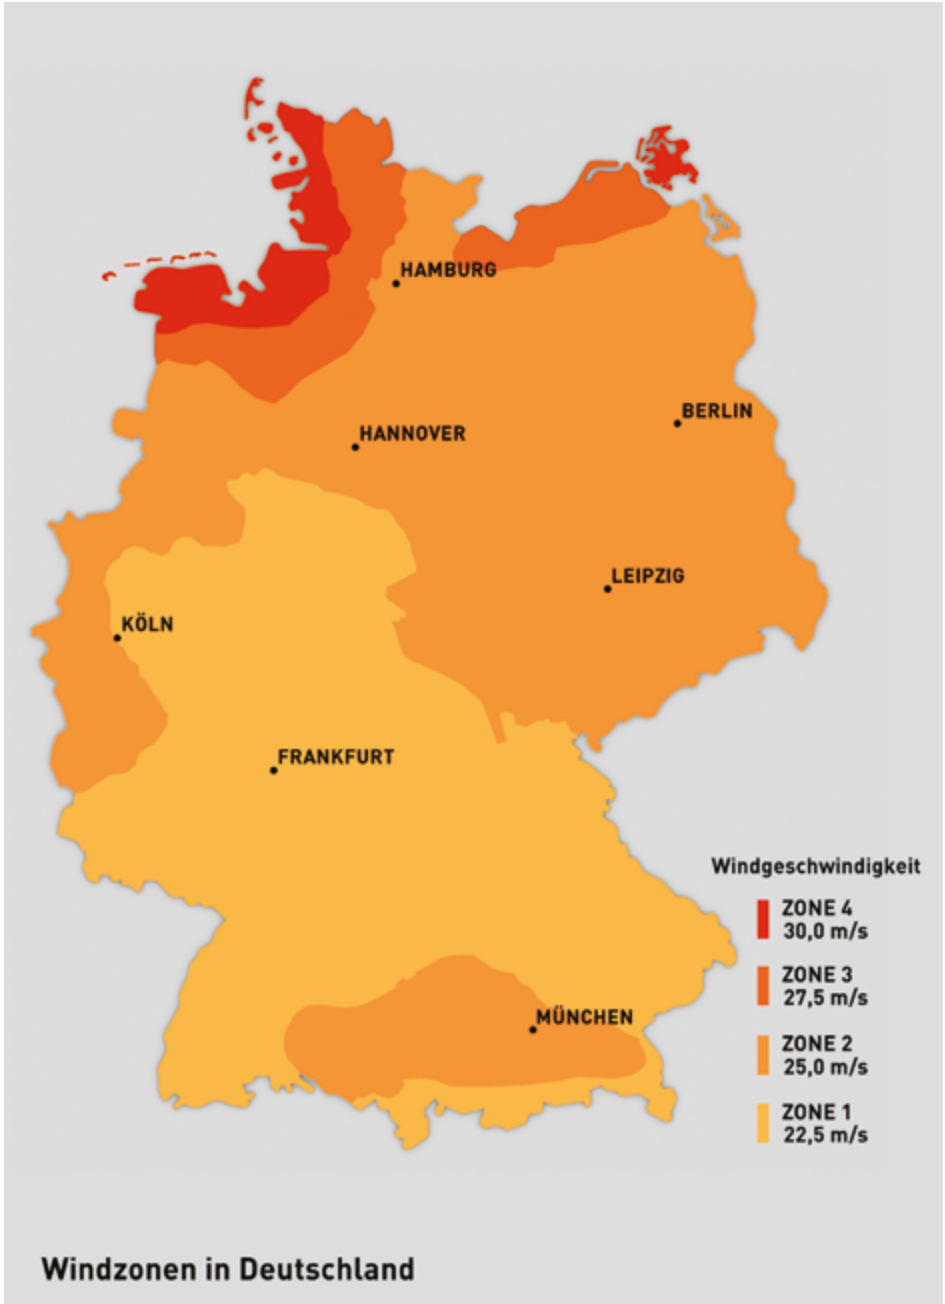 HAMBURG
BERLIN
HANNOVER
LEIPZIG
KÖLN
FRANKFURT
MÜNCHEN
Windgeschwindigkeit
ZONE 4
30,0 m/s
ZONE 3
27,5 m/s
ZONE 2
25,0 m/s
ZONE 1
22,5 m/s
Windzonen in Deutschland